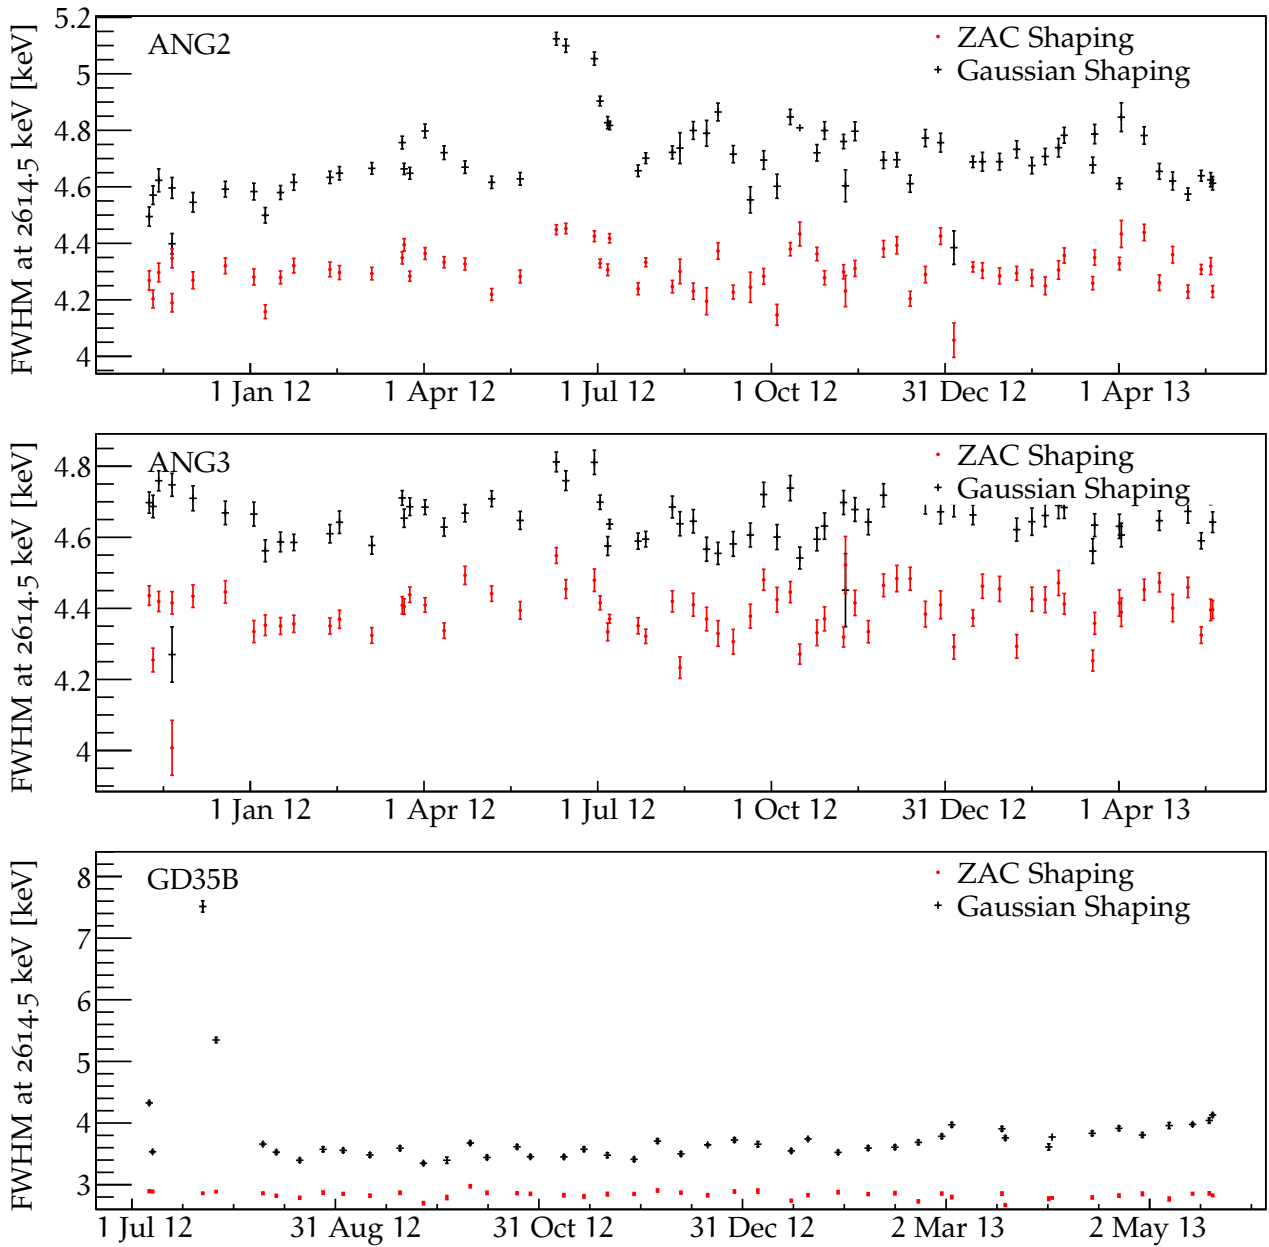 FWHM at 2614.5 keV [keV]
5.2
5
4.8
4.6
4.4
4.2
4
ANG2
ZAC Shaping
Gaussian Shaping
1 Jan 12 1 Apr 12 1 Jul 12 1 Oct 12 31 Dec 12 1 Apr 13
FWHM at 2614.5 keV [keV]
4.8
4.6
4.4
4.2
4
ANG3
ZAC Shaping
Gaussian Shaping
1 Jan 12 1 Apr 12 1 Jul 12 1 Oct 12 31 Dec 12 1 Apr 13
FWHM at 2614.5 keV [keV]
8
7
6
5
4
3
GD35B
ZAC Shaping
Gaussian Shaping
1 Jul 12 31 Aug 12 31 Oct 12 31 Dec 12 2 Mar 13 2 May 13